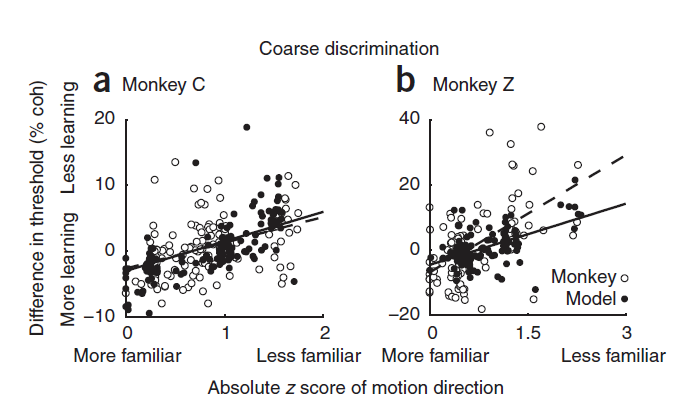 Coarse discrimination
a Monkey C
b Monkey Z
Difference in threshold (% coh)
More learning Less learning
20
10
0
−10
0 1 2
More familiar Less familiar
40
20
0
−20
Monkey
Model
0 1.5 3
More familiar Less familiar
Absolute z score of motion direction